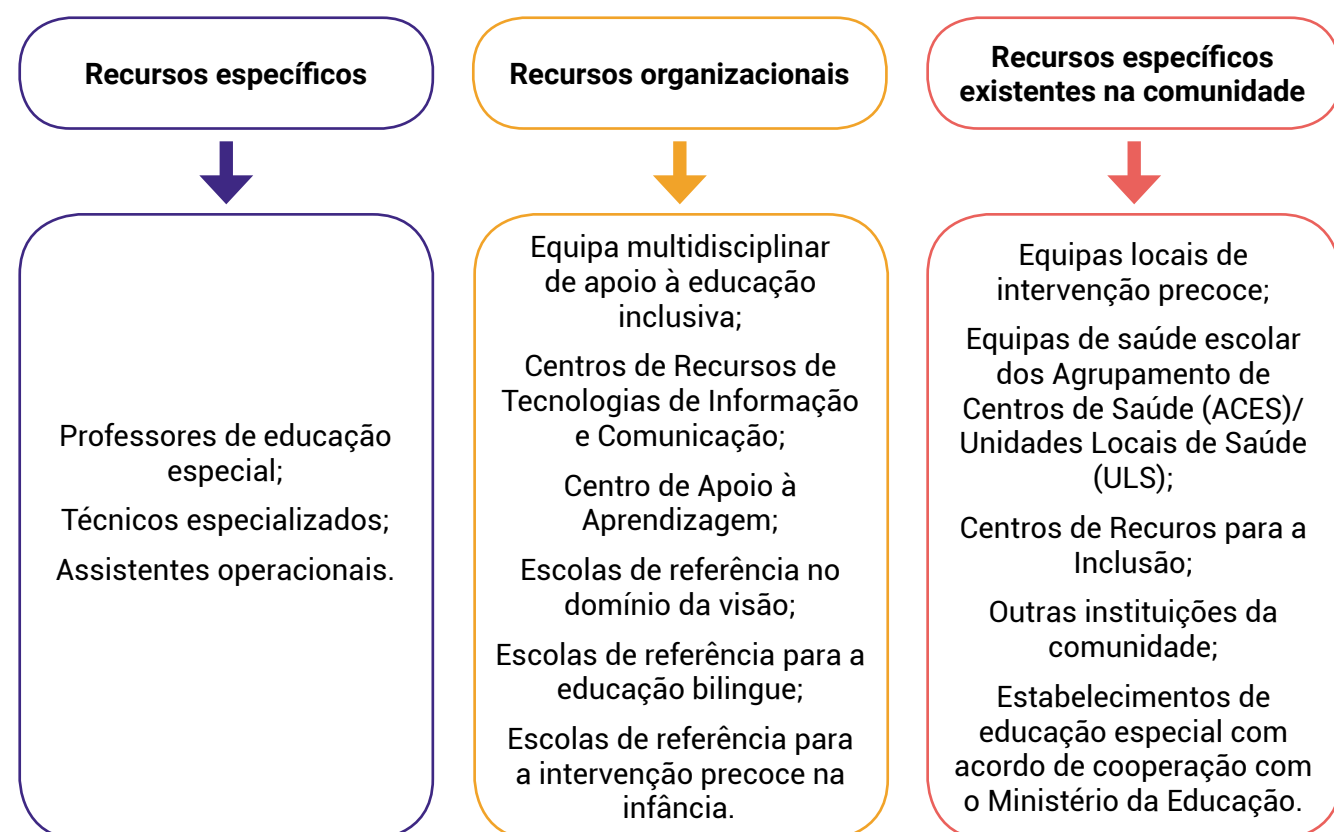 Recursos específicos
Professores de educação
especial;
Técnicos especializados;
Assistentes operacionais.
Recursos organizacionais
Equipa multidisciplinar
de apoio à educação
inclusiva;
Centros de Recursos de
Tecnologias de Informação
e Comunicação;
Centro de Apoio à
Aprendizagem;
Escolas de referência no
domínio da visão;
Escolas de referência para a
educação bilingue;
Escolas de referência para
a intervenção precoce na
infância.
Recursos específicos
existentes na comunidade
Equipas locais de
intervenção precoce;
Equipas de saúde escolar
dos Agrupamento de
Centros de Saúde (ACES)/
Unidades Locais de Saúde
(ULS);
Centros de Recuros para a
Inclusão;
Outras instituições da
comunidade;
Estabelecimentos de
educação especial com
acordo de cooperação com
o Ministério da Educação.